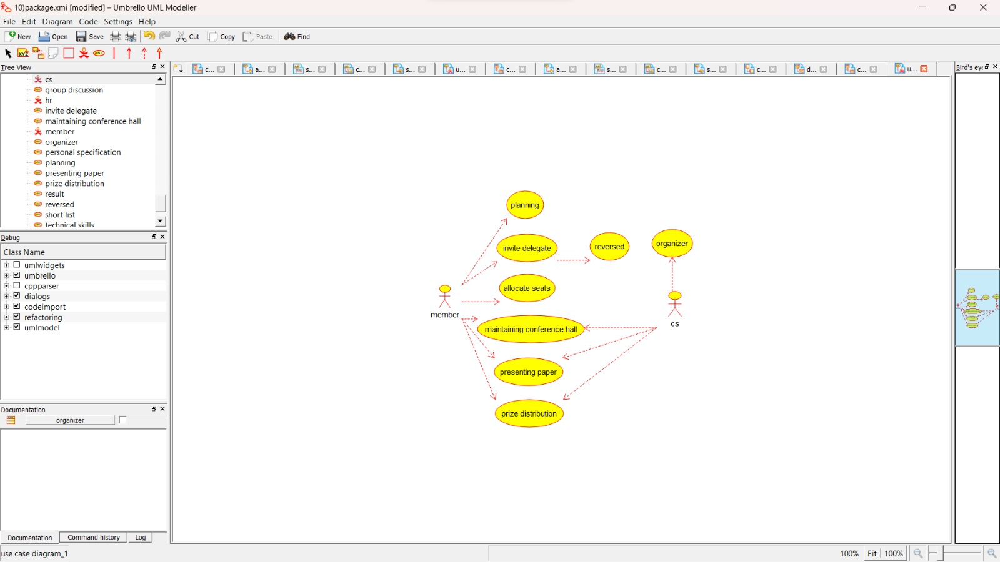 10)package.xmi [modified] – Umbrello UML Modeller
File Edit Diagram Code Settings Help
New Open Save Cut Copy Paste Find
XYZ ABC
Tree View
c... a... s... c... s... u... c... a... s... c... s... c... d... c... u...
Bird's eye
cs
group discussion
hr
invite delegate
maintaining conference hall
member
organizer
personal specification
planning
presenting paper
prize distribution
result
reversed
short list
technical skills
Debug
Class Name
umlwidgets
umbrello
cppparser
dialogs
codeimport
refactoring
umlmodel
Documentation
organizer
Documentation Command history Log
use case diagram_1
planning
invite delegate
reversed
organizer
allocate seats
member
maintaining conference hall
cs
presenting paper
prize distribution
100% Fit 100%